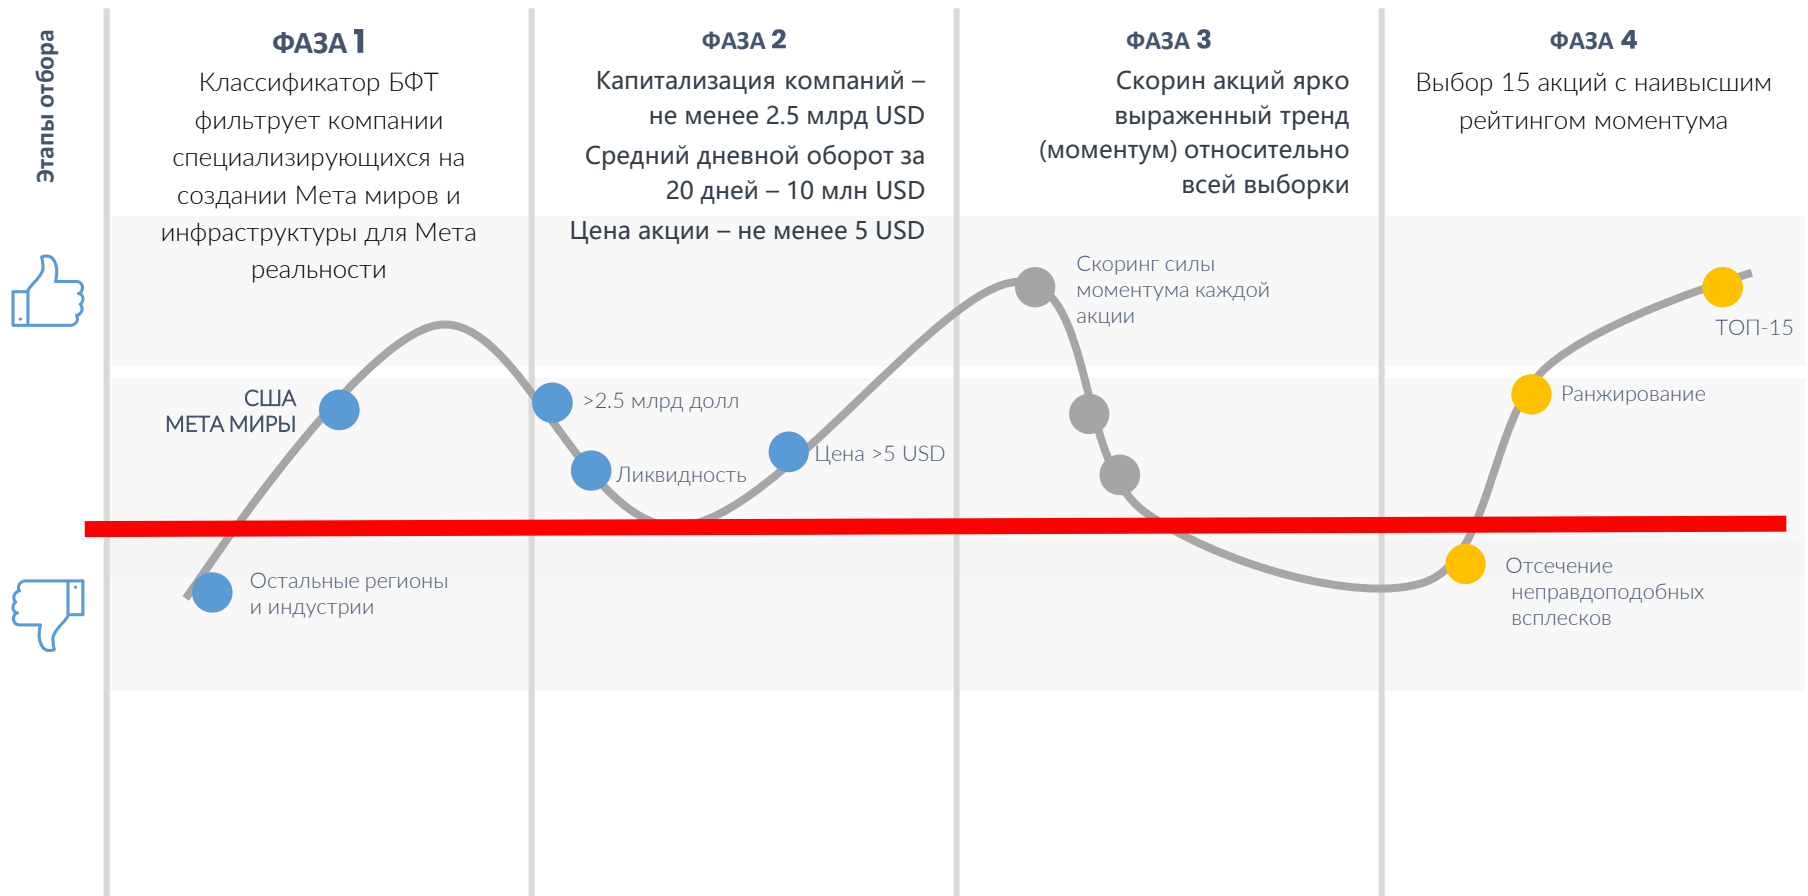 Этапы отбора
ФАЗА 1
Классификатор БФТ
фильтрует компании
специализирующихся на
создании Мета миров и
инфраструктуры для Мета
реальности
ФАЗА 2
Капитализация компаний –
не менее 2.5 млрд USD
Средний дневной оборот за
20 дней – 10 млн USD
Цена акции – не менее 5 USD
ФАЗА 3
Скорин акций ярко
выраженный тренд
(моментум) относительно
всей выборки
ФАЗА 4
Выбор 15 акций с наивысшим
рейтингом моментума
США
МЕТА МИРЫ
Остальные регионы
и индустрии
>2.5 млрд долл
Ликвидность
Цена >5 USD
Скоринг силы
моментума каждой
акции
ТОП-15
Ранжирование
Отсечение
неправдоподобных
всплесков